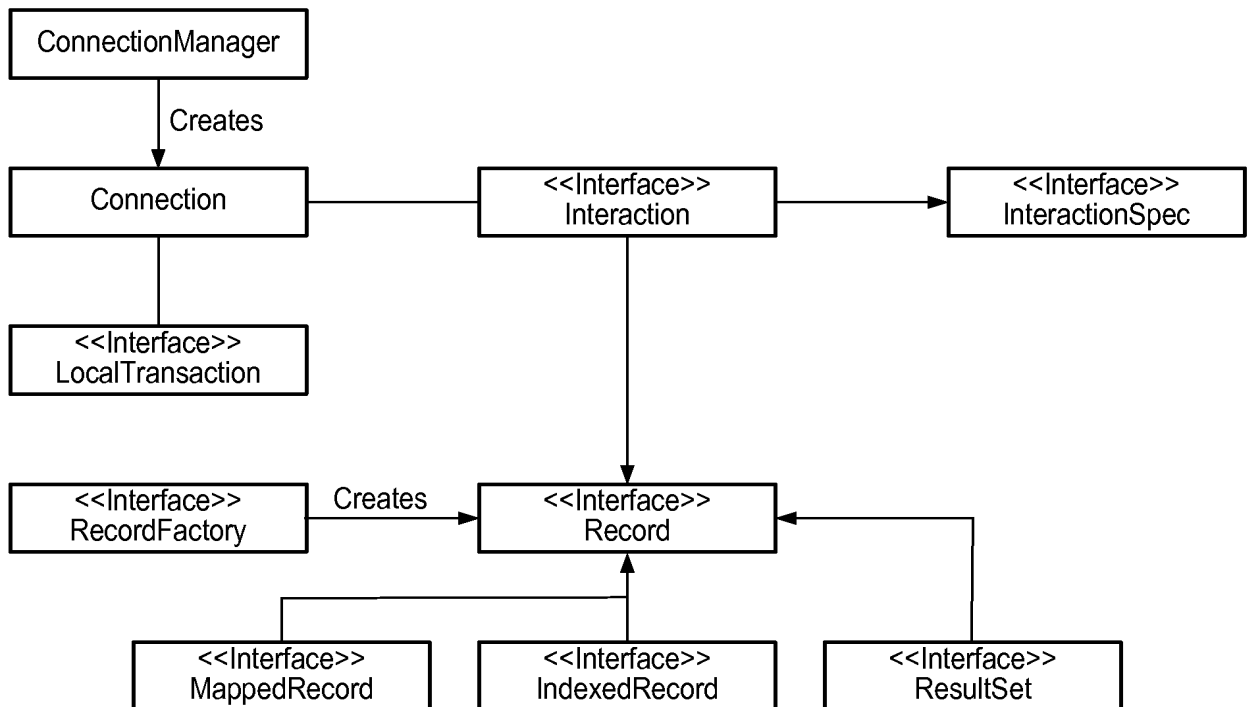 ConnectionManager
Creates
Connection
<<Interface>>
Interaction
<<Interface>>
InteractionSpec
<<Interface>>
LocalTransaction
<<Interface>>
RecordFactory
Creates
<<Interface>>
Record
<<Interface>>
MappedRecord
<<Interface>>
IndexedRecord
<<Interface>>
ResultSet